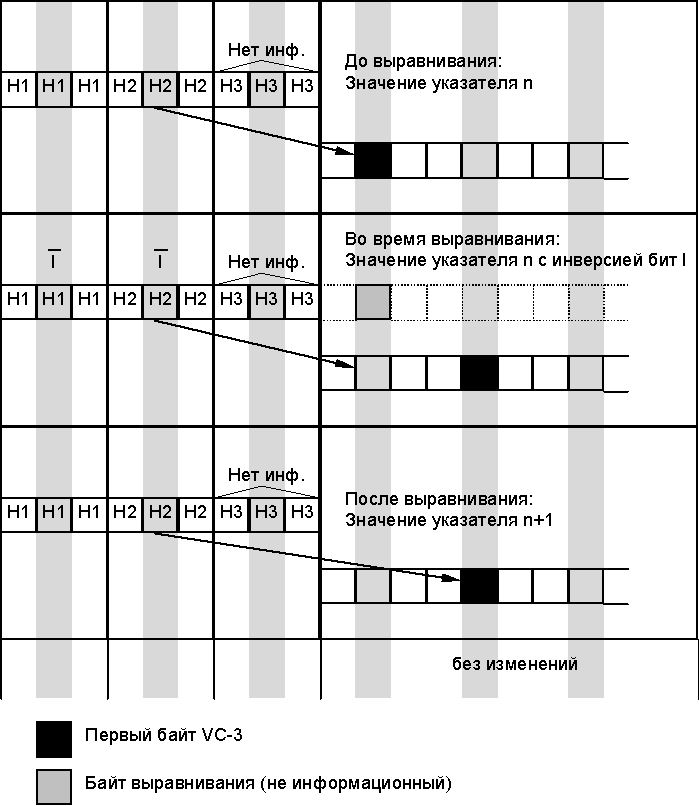 Нет инф.
До выравнивания:
Значение указателя n
H1 H1 H1 H2 H2 H2 H3 H3 H3
I I
Во время выравнивания:
Нет инф.
Значение указателя n с инверсией бит I
H1 H1 H1 H2 H2 H2 H3 H3 H3
Нет инф.
После выравнивания:
Значение указателя n+1
H1 H1 H1 H2 H2 H2 H3 H3 H3
без изменений
Первый байт VC-3
Байт выравнивания (не информационный)